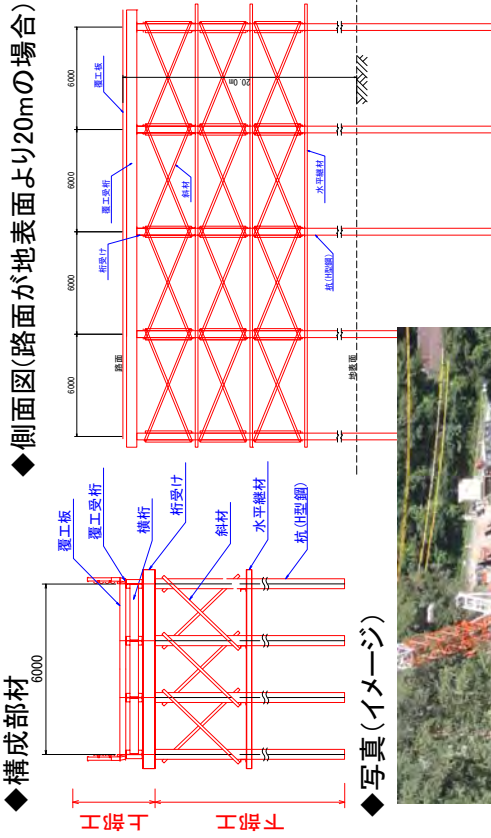 ◆構成部材
6000
覆工板
覆工受桁
横桁
桁受け
斜材
水平継材
杭(H型鋼)
上部工
下部工
◆側面図(路面が地表面より20mの場合)
6000
6000
6000
6000
覆工板
覆工受桁
桁受け
斜材
水平継材
杭(H型鋼)
路面
20.0m
地表面
◆写真(イメージ)